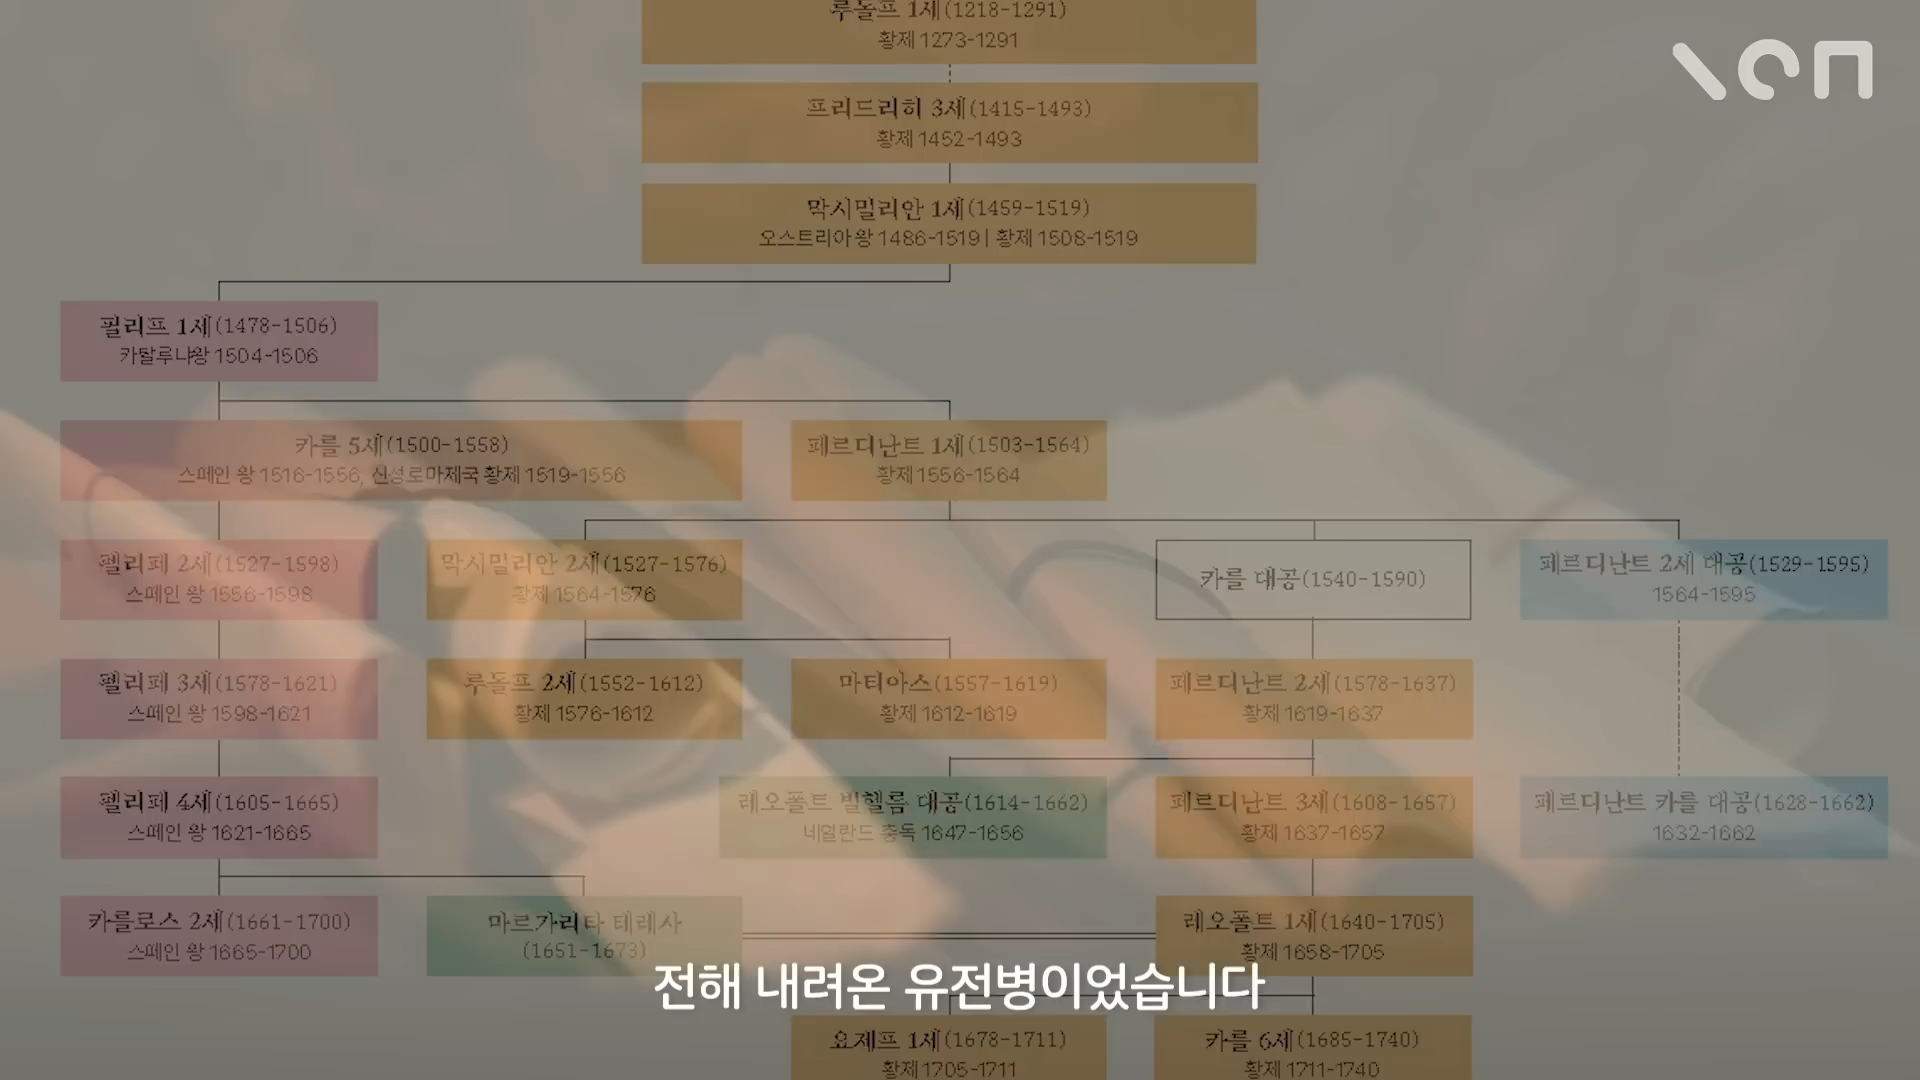 루돌프 1세(1218-1291)
황제 1273-1291
프리드리히 3세(1415-1493)
황제 1452-1493
막시밀리안 1세(1459-1519)
오스트리아 왕 1486-1519 | 황제 1508-1519
필리프 1세(1478-1506)
카탈루냐왕 1504-1506
카를 5세(1500-1558)
스페인 왕 1516-1556, 신성로마제국 황제 1519-1556
페르디난트 1세(1503-1564)
황제 1556-1564
펠리페 2세(1527-1598)
스페인 왕 1556-1598
막시밀리안 2세(1527-1576)
황제 1564-1576
카를 대공(1540-1590)
페르디난트 2세 대공(1529-1595)
1564-1595
펠리페 3세(1578-1621)
스페인 왕 1598-1621
루돌프 2세(1552-1612)
황제 1576-1612
마티아스(1557-1619)
황제 1612-1619
페르디난트 2세(1578-1637)
황제 1619-1637
펠리페 4세(1605-1665)
스페인 왕 1621-1665
레오폴트 빌헬름 대공(1614-1662)
네덜란드 총독 1647-1656
페르디난트 3세(1608-1657)
황제 1637-1657
페르디난트 카를 대공(1628-1662)
1632-1662
카를로스 2세(1661-1700)
스페인 왕 1665-1700
마르가리타 테레사
(1651-1673)
레오폴트 1세(1640-1705)
황제 1658-1705
전해 내려온 유전병이었습니다
요제프 1세(1678-1711)
황제 1705-1711
카를 6세(1685-1740)
황제 1711-1740